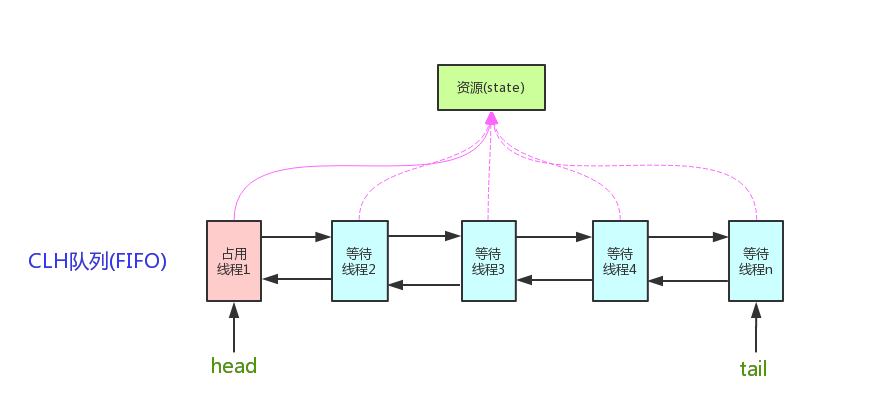 资源(state)
CLH队列(FIFO)
占用
线程1
等待
线程2
等待
线程3
等待
线程4
等待
线程n
head
tail